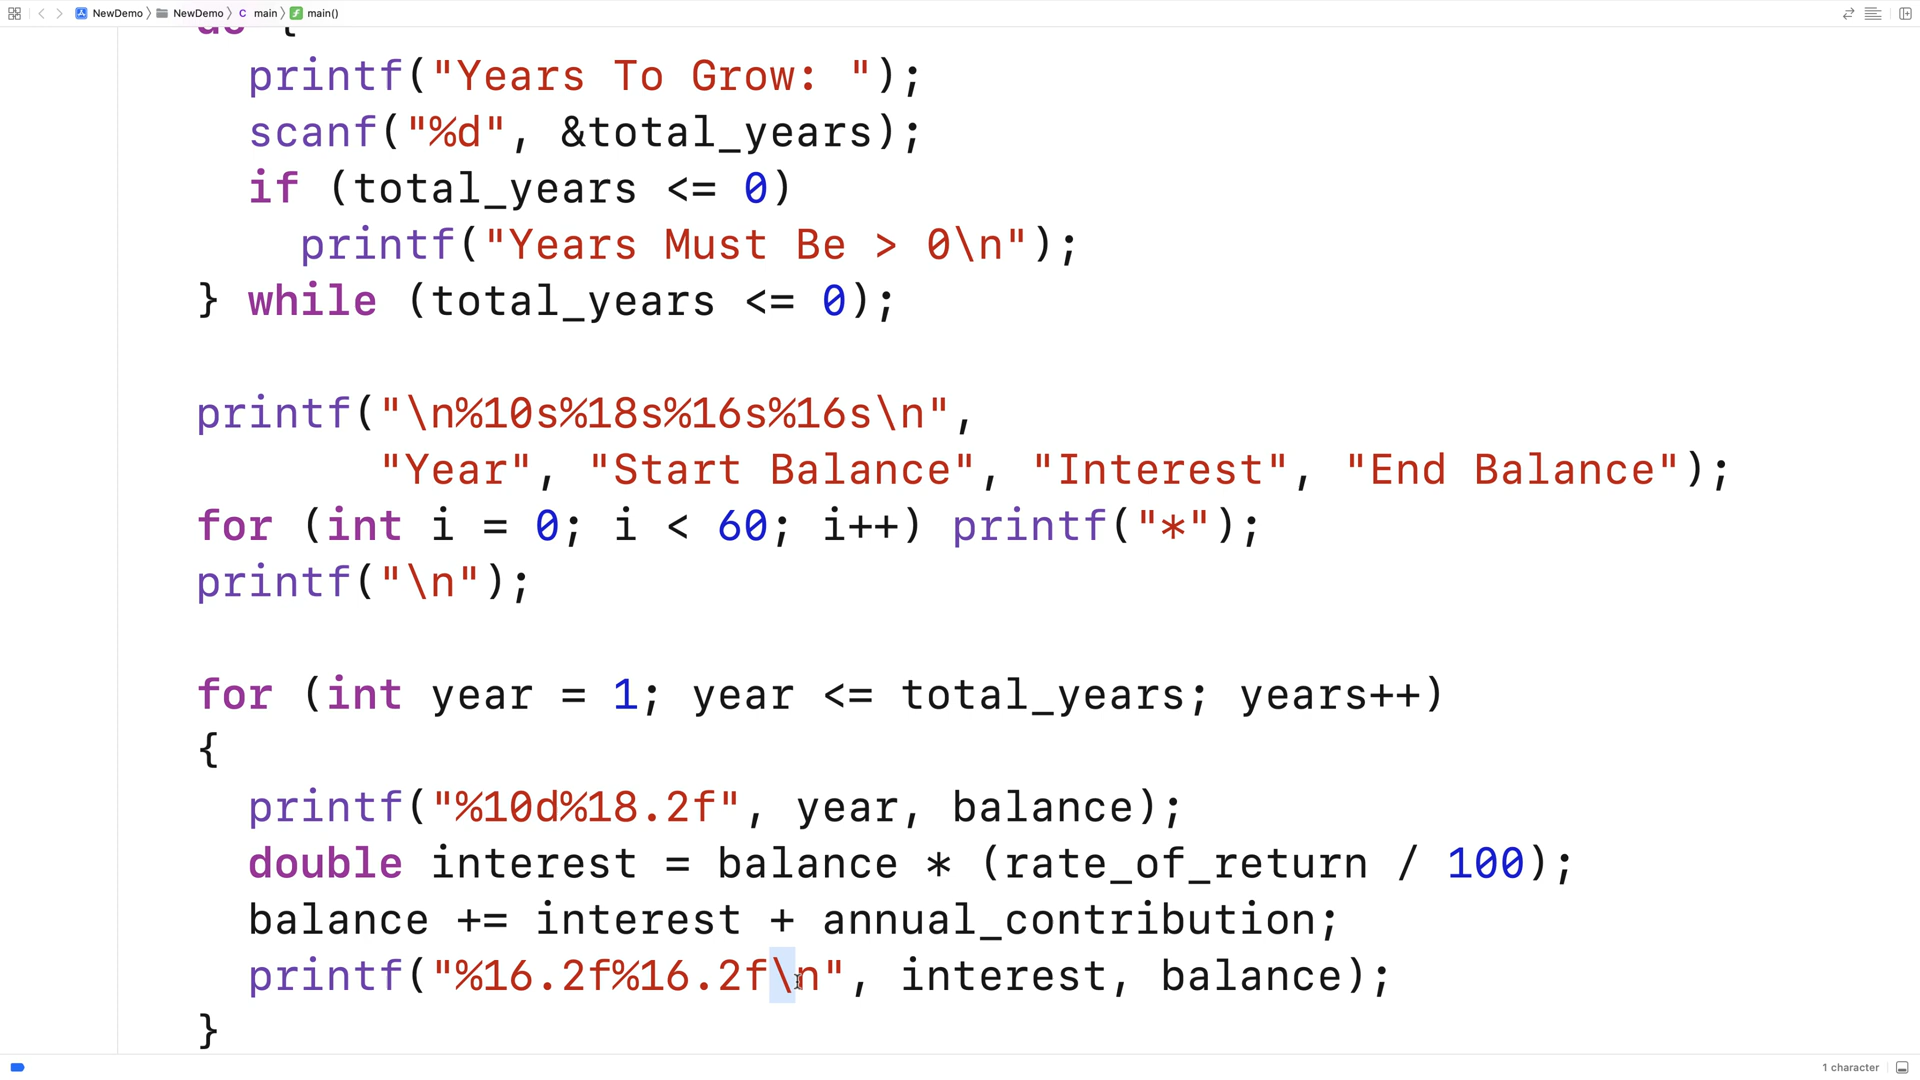 NewDemo 〉 NewDemo 〉 C main 〉 f main()
do {
printf("Years To Grow: ");
scanf("%d", &total_years);
if (total_years <= 0)
printf("Years Must Be > 0\n");
} while (total_years <= 0);
printf("\n%10s%18s%16s%16s\n",
"Year", "Start Balance", "Interest", "End Balance");
for (int i = 0; i < 60; i++) printf("*");
printf("\n");
for (int year = 1; year <= total_years; years++)
{
printf("%10d%18.2f", year, balance);
double interest = balance * (rate_of_return / 100);
balance += interest + annual_contribution;
printf("%16.2f%16.2f\n", interest, balance);
}
1 character